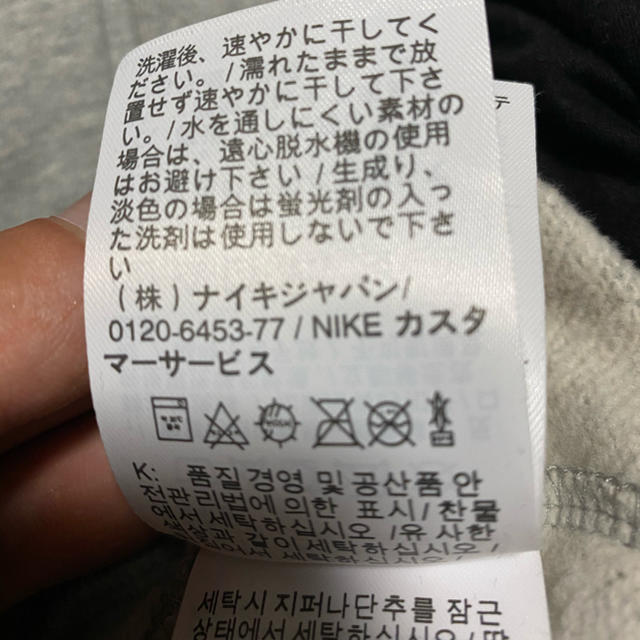 洗濯後、速やかに干してく
ださい。/濡れたままで放
置せず速やかに干して下さ
い。/水を通しにくい素材の
場合は、遠心脱水機の使用
はお避け下さい / 生成り、
淡色の場合は蛍光剤の入っ
た洗剤は使用しないで下さ
い
(株)ナイキジャパン/
0120-6453-77 / NIKE カスタ
マーサービス
K: 품질경영 및 공산품 안
전관리법에 의한 표시/찬물
에서 세탁하십시오 /유사한
색상과 같이 세탁하십시오
세탁시 지퍼나 단추를 잠근
상태에서 세탁하십시오
テ